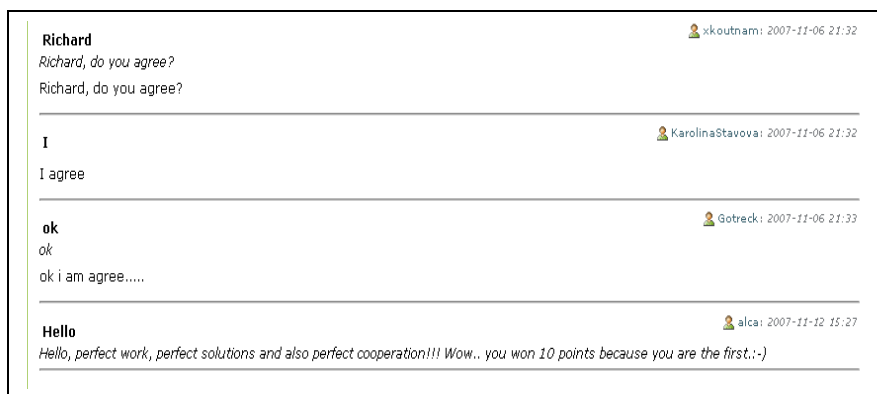 Richard
xkoutnam: 2007-11-06 21:32
Richard, do you agree?
Richard, do you agree?
I
KarolinaStavova: 2007-11-06 21:32
I agree
ok
Gotreck: 2007-11-06 21:33
ok
ok i am agree.....
Hello
alca: 2007-11-12 15:27
Hello, perfect work, perfect solutions and also perfect cooperation!!! Wow.. you won 10 points because you are the first.:-)